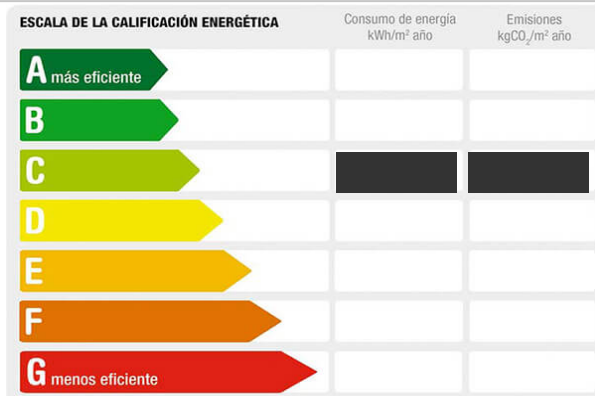 ESCALA DE LA CALIFICACIÓN ENERGÉTICA
Consumo de energía
kWh/m² año
Emisiones
kgCO₂/m² año
A más eficiente
B
C
D
E
F
G menos eficiente